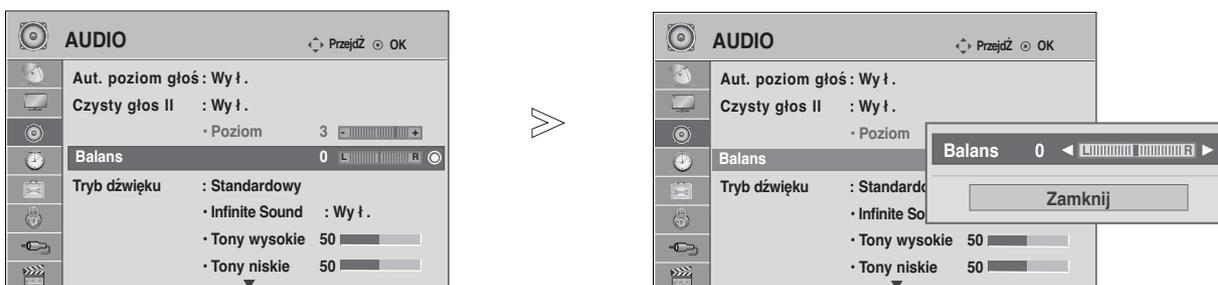 AUDIO
PrzejdŹ OK
Aut. poziom głoś : Wył.
Czysty głos II : Wył.
• Poziom 3 - +
Balans 0 L R
Tryb dźwięku : Standardowy
• Infinite Sound : Wył.
• Tony wysokie 50
• Tony niskie 50
>
AUDIO
PrzejdŹ OK
Aut. poziom głoś : Wył.
Czysty głos II : Wył.
• Poziom
Balans
Tryb dźwięku : Standardo
• Infinite So
• Tony wysokie 50
• Tony niskie 50
Balans 0 L R
Zamknij